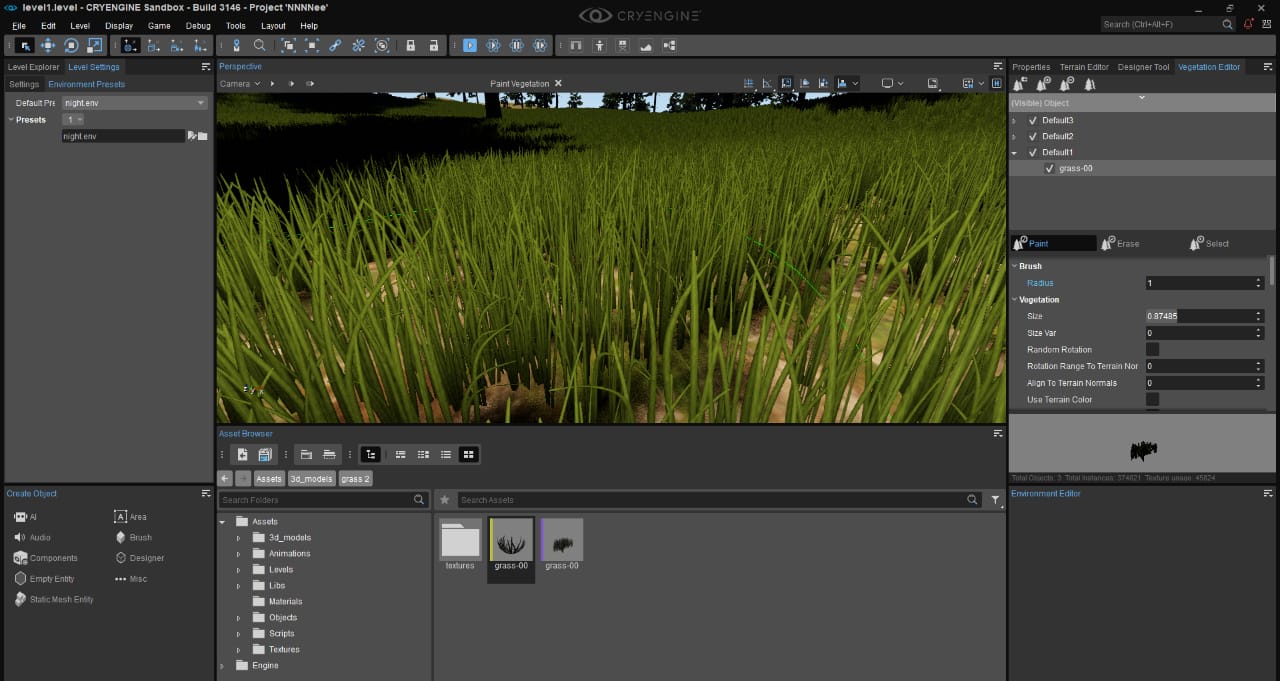 level1.level - CRYENGINE Sandbox - Build 3146 - Project 'NNNNee'
CRYENGINE
File Edit Level Display Game Debug Tools Layout Help
Search (Ctrl+Alt+F)
Level Explorer Level Settings
Settings Environment Presets
Default Pre night.env
Presets 1
night.env
Perspective
Camera
Paint Vegetation
Properties Terrain Editor Designer Tool Vegetation Editor
(Visible) Object
Default3
Default2
Default1
grass-00
Paint Erase Select
Brush
Radius 1
Vegetation
Size 0.87485
Size Var 0
Random Rotation
Rotation Range To Terrain Nor 0
Align To Terrain Normals 0
Use Terrain Color
Total Objects: 3 Total Instances: 374821 Texture usage: 45824
Asset Browser
Assets 3d_models grass 2
Search Folders
Search Assets
Assets
3d_models
Animations
Levels
Libs
Materials
Objects
Scripts
Textures
Engine
textures grass-00 grass-00
Create Object
AI Area
Audio Brush
Components Designer
Empty Entity Misc
Static Mesh Entity
Environment Editor